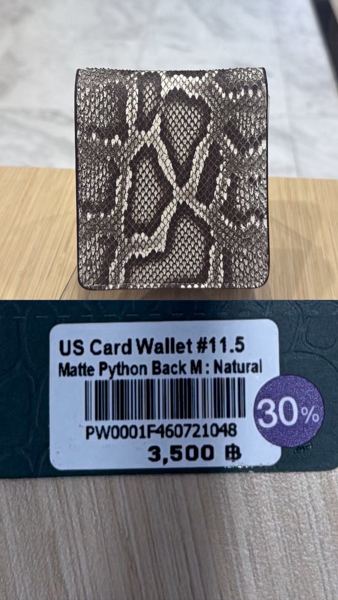 US Card Wallet #11.5
Matte Python Back M : Natural
PW0001F460721048
3,500 ฿
30%